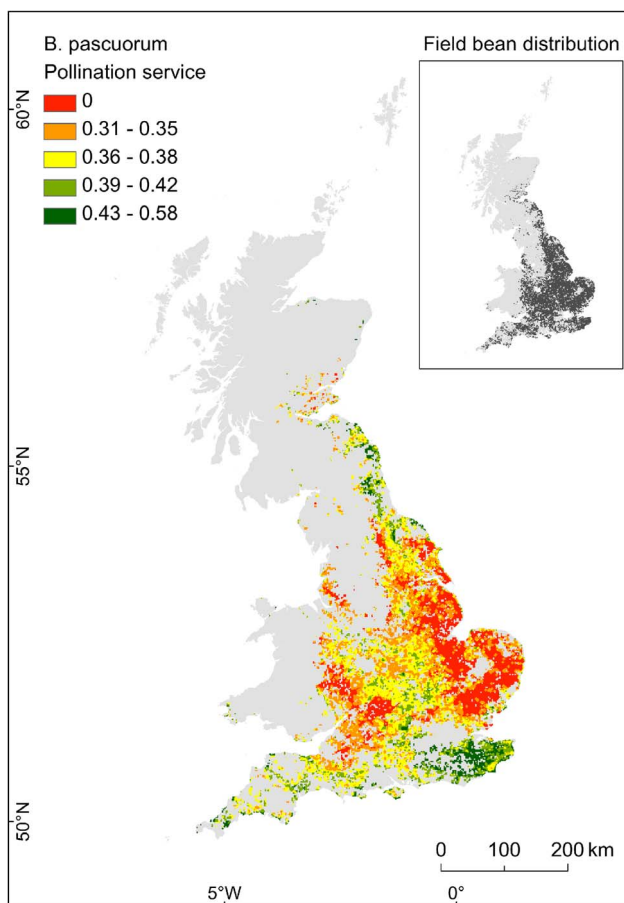 B. pascuorum
Pollination service
0
0.31 - 0.35
0.36 - 0.38
0.39 - 0.42
0.43 - 0.58
Field bean distribution
60°N
55°N
50°N
5°W
0°
0 100 200 km